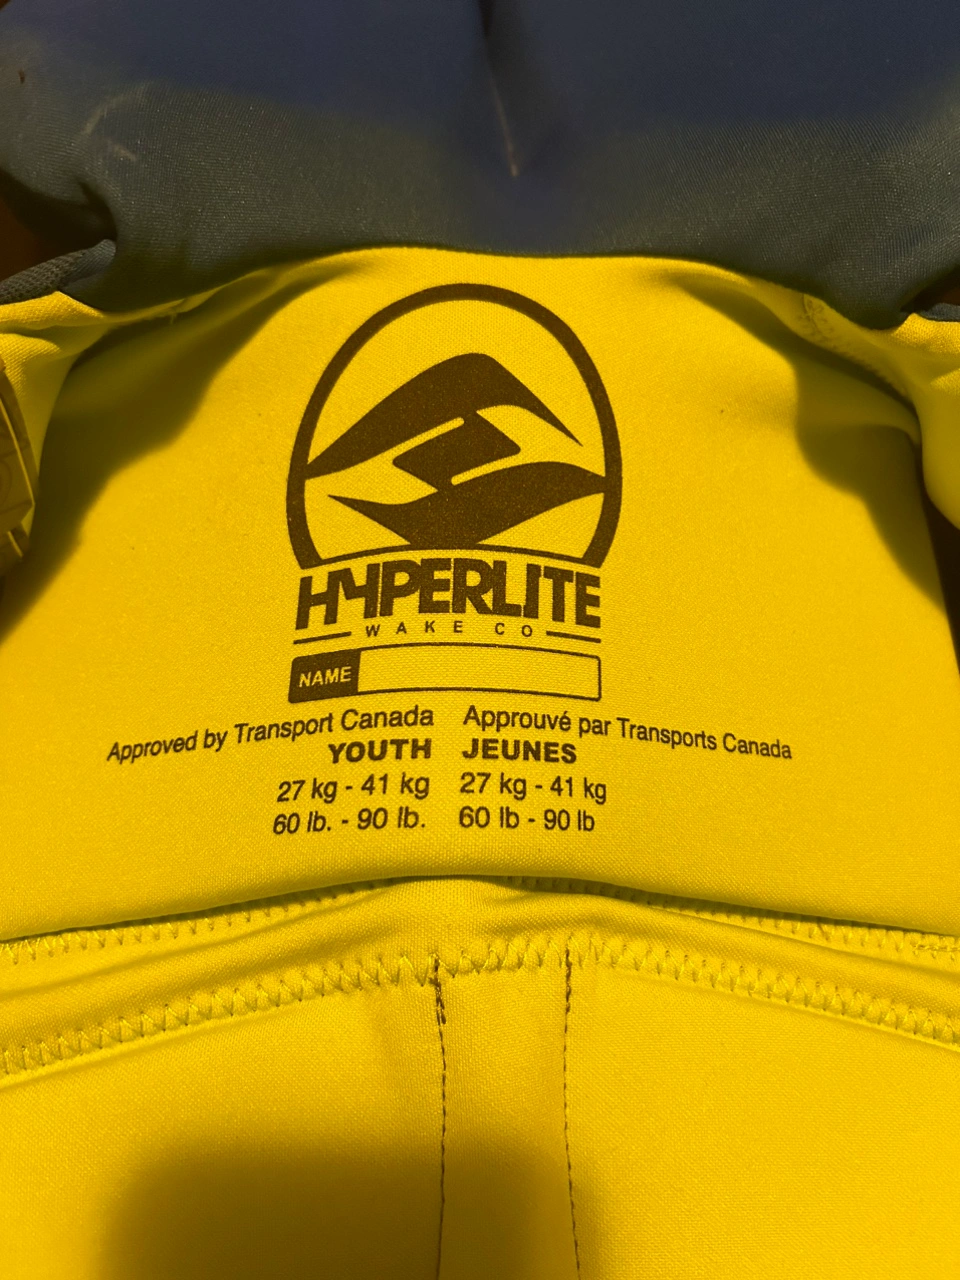 HYPERLITE
WAKE CO
NAME
Approved by Transport Canada
YOUTH
27 kg - 41 kg
60 lb. - 90 lb.
Approuvé par Transports Canada
JEUNES
27 kg - 41 kg
60 lb - 90 lb